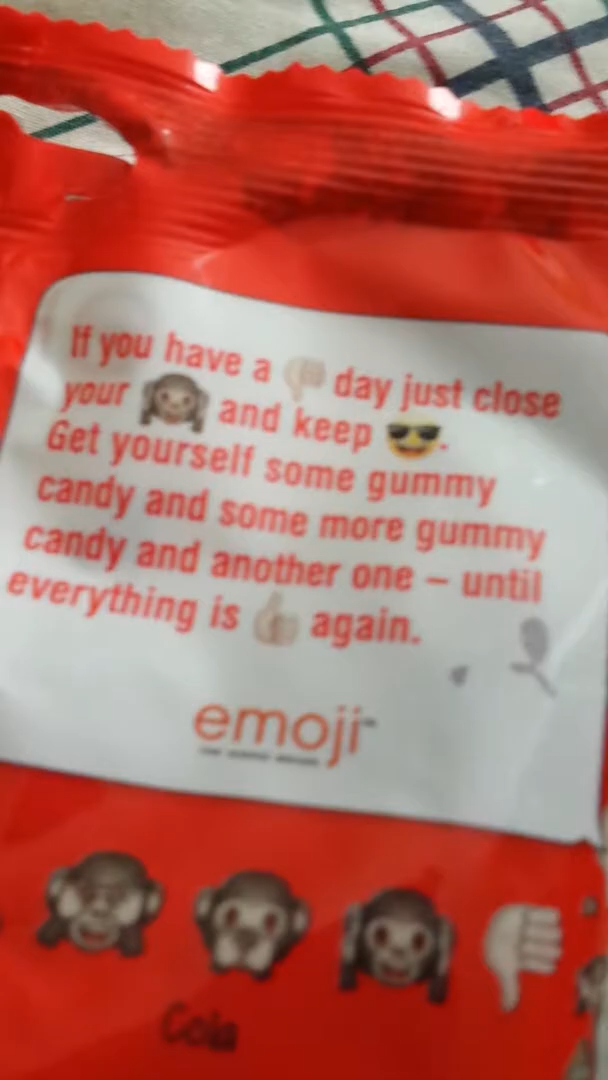 If you have a 👎 day just close
your 🙉 and keep 😎.
Get yourself some gummy
candy and some more gummy
candy and another one – until
everything is 👍 again.
emoji™
Cola